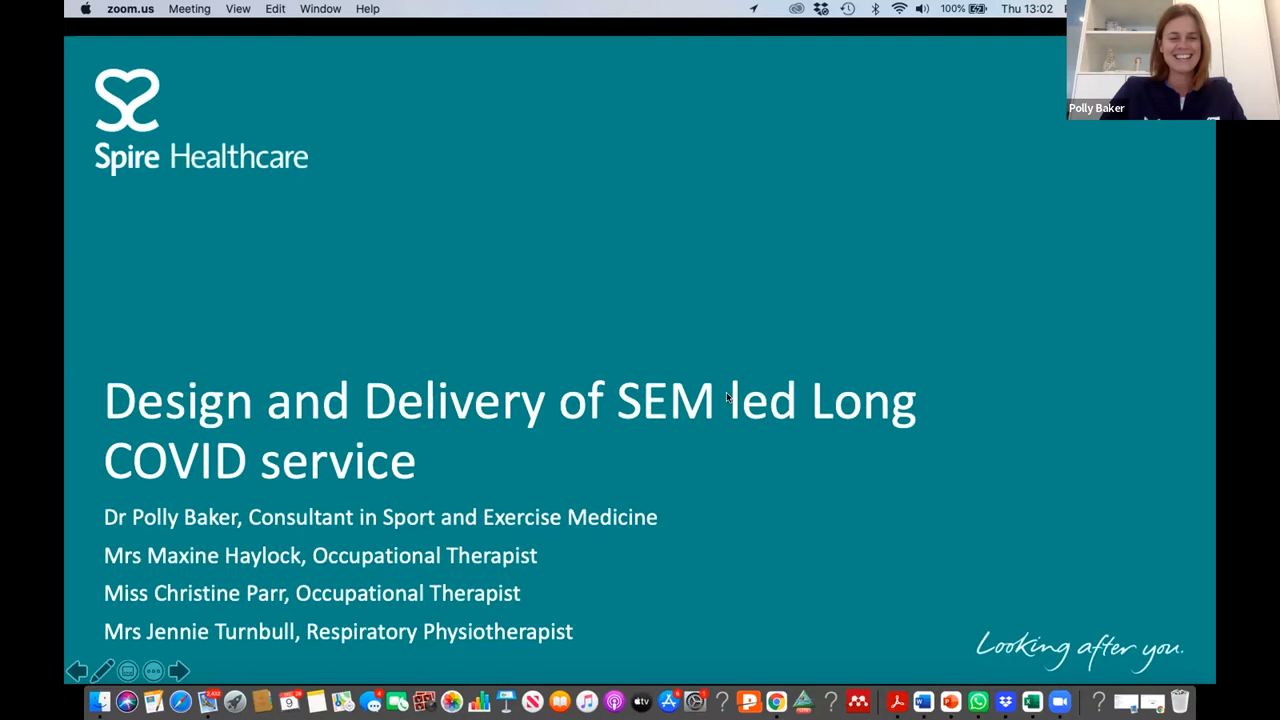 zoom.us Meeting View Edit Window Help 100% Thu 13:02
Polly Baker
Spire Healthcare
Design and Delivery of SEM led Long
COVID service
Dr Polly Baker, Consultant in Sport and Exercise Medicine
Mrs Maxine Haylock, Occupational Therapist
Miss Christine Parr, Occupational Therapist
Mrs Jennie Turnbull, Respiratory Physiotherapist
Looking after you.